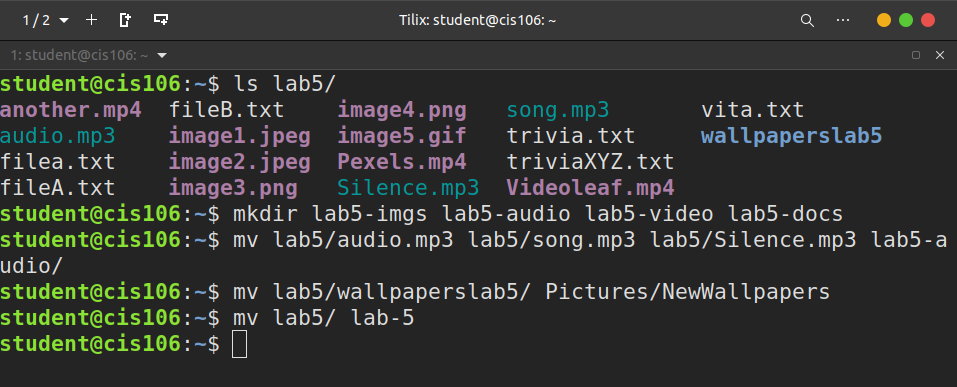 1 / 2 Tilix: student@cis106: ~
1: student@cis106: ~
student@cis106:~$ ls lab5/
another.mp4 fileB.txt image4.png song.mp3 vita.txt
audio.mp3 image1.jpeg image5.gif trivia.txt wallpaperslab5
filea.txt image2.jpeg Pexels.mp4 triviaXYZ.txt
fileA.txt image3.png Silence.mp3 Videoleaf.mp4
student@cis106:~$ mkdir lab5-imgs lab5-audio lab5-video lab5-docs
student@cis106:~$ mv lab5/audio.mp3 lab5/song.mp3 lab5/Silence.mp3 lab5-a
udio/
student@cis106:~$ mv lab5/wallpaperslab5/ Pictures/NewWallpapers
student@cis106:~$ mv lab5/ lab-5
student@cis106:~$